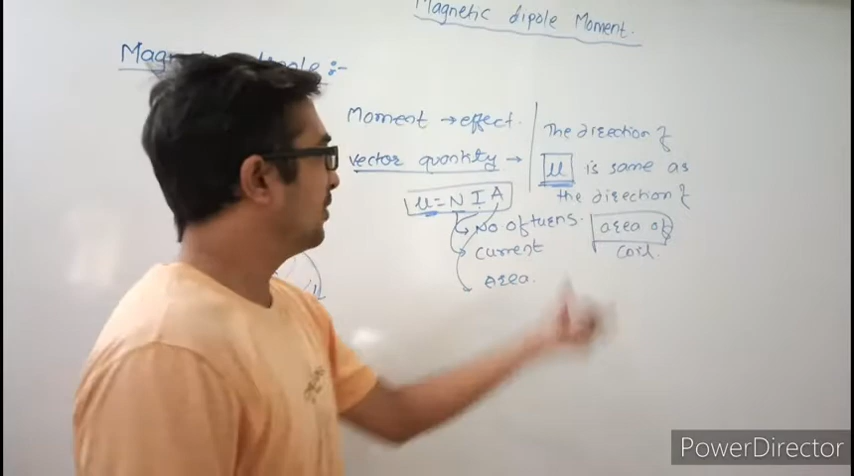 Magnetic dipole Moment.
Moment → effect.
vector quantity →
μ = N I A
No of turns.
current
Area.
The direction of
μ is same as
the direction of
area of
coil.
PowerDirector